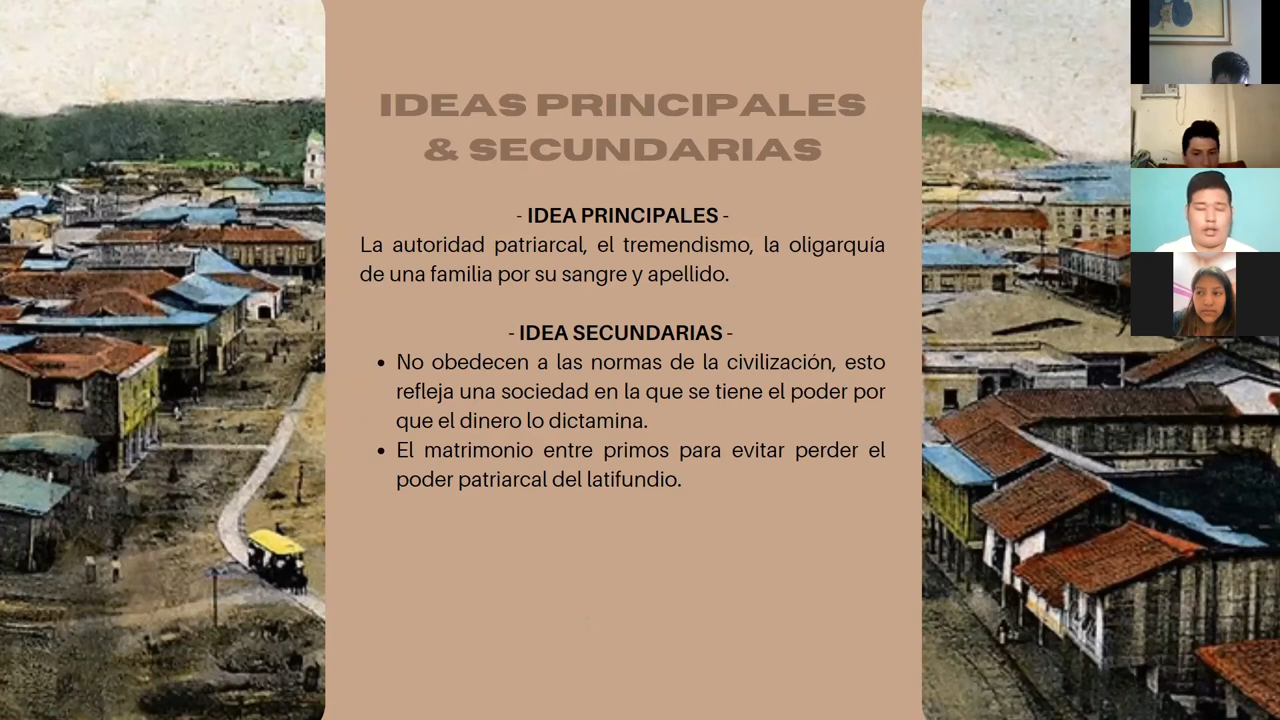 IDEAS PRINCIPALES
& SECUNDARIAS
- IDEA PRINCIPALES -
La autoridad patriarcal, el tremendismo, la oligarquía
de una familia por su sangre y apellido.
- IDEA SECUNDARIAS -
• No obedecen a las normas de la civilización, esto
refleja una sociedad en la que se tiene el poder por
que el dinero lo dictamina.
• El matrimonio entre primos para evitar perder el
poder patriarcal del latifundio.